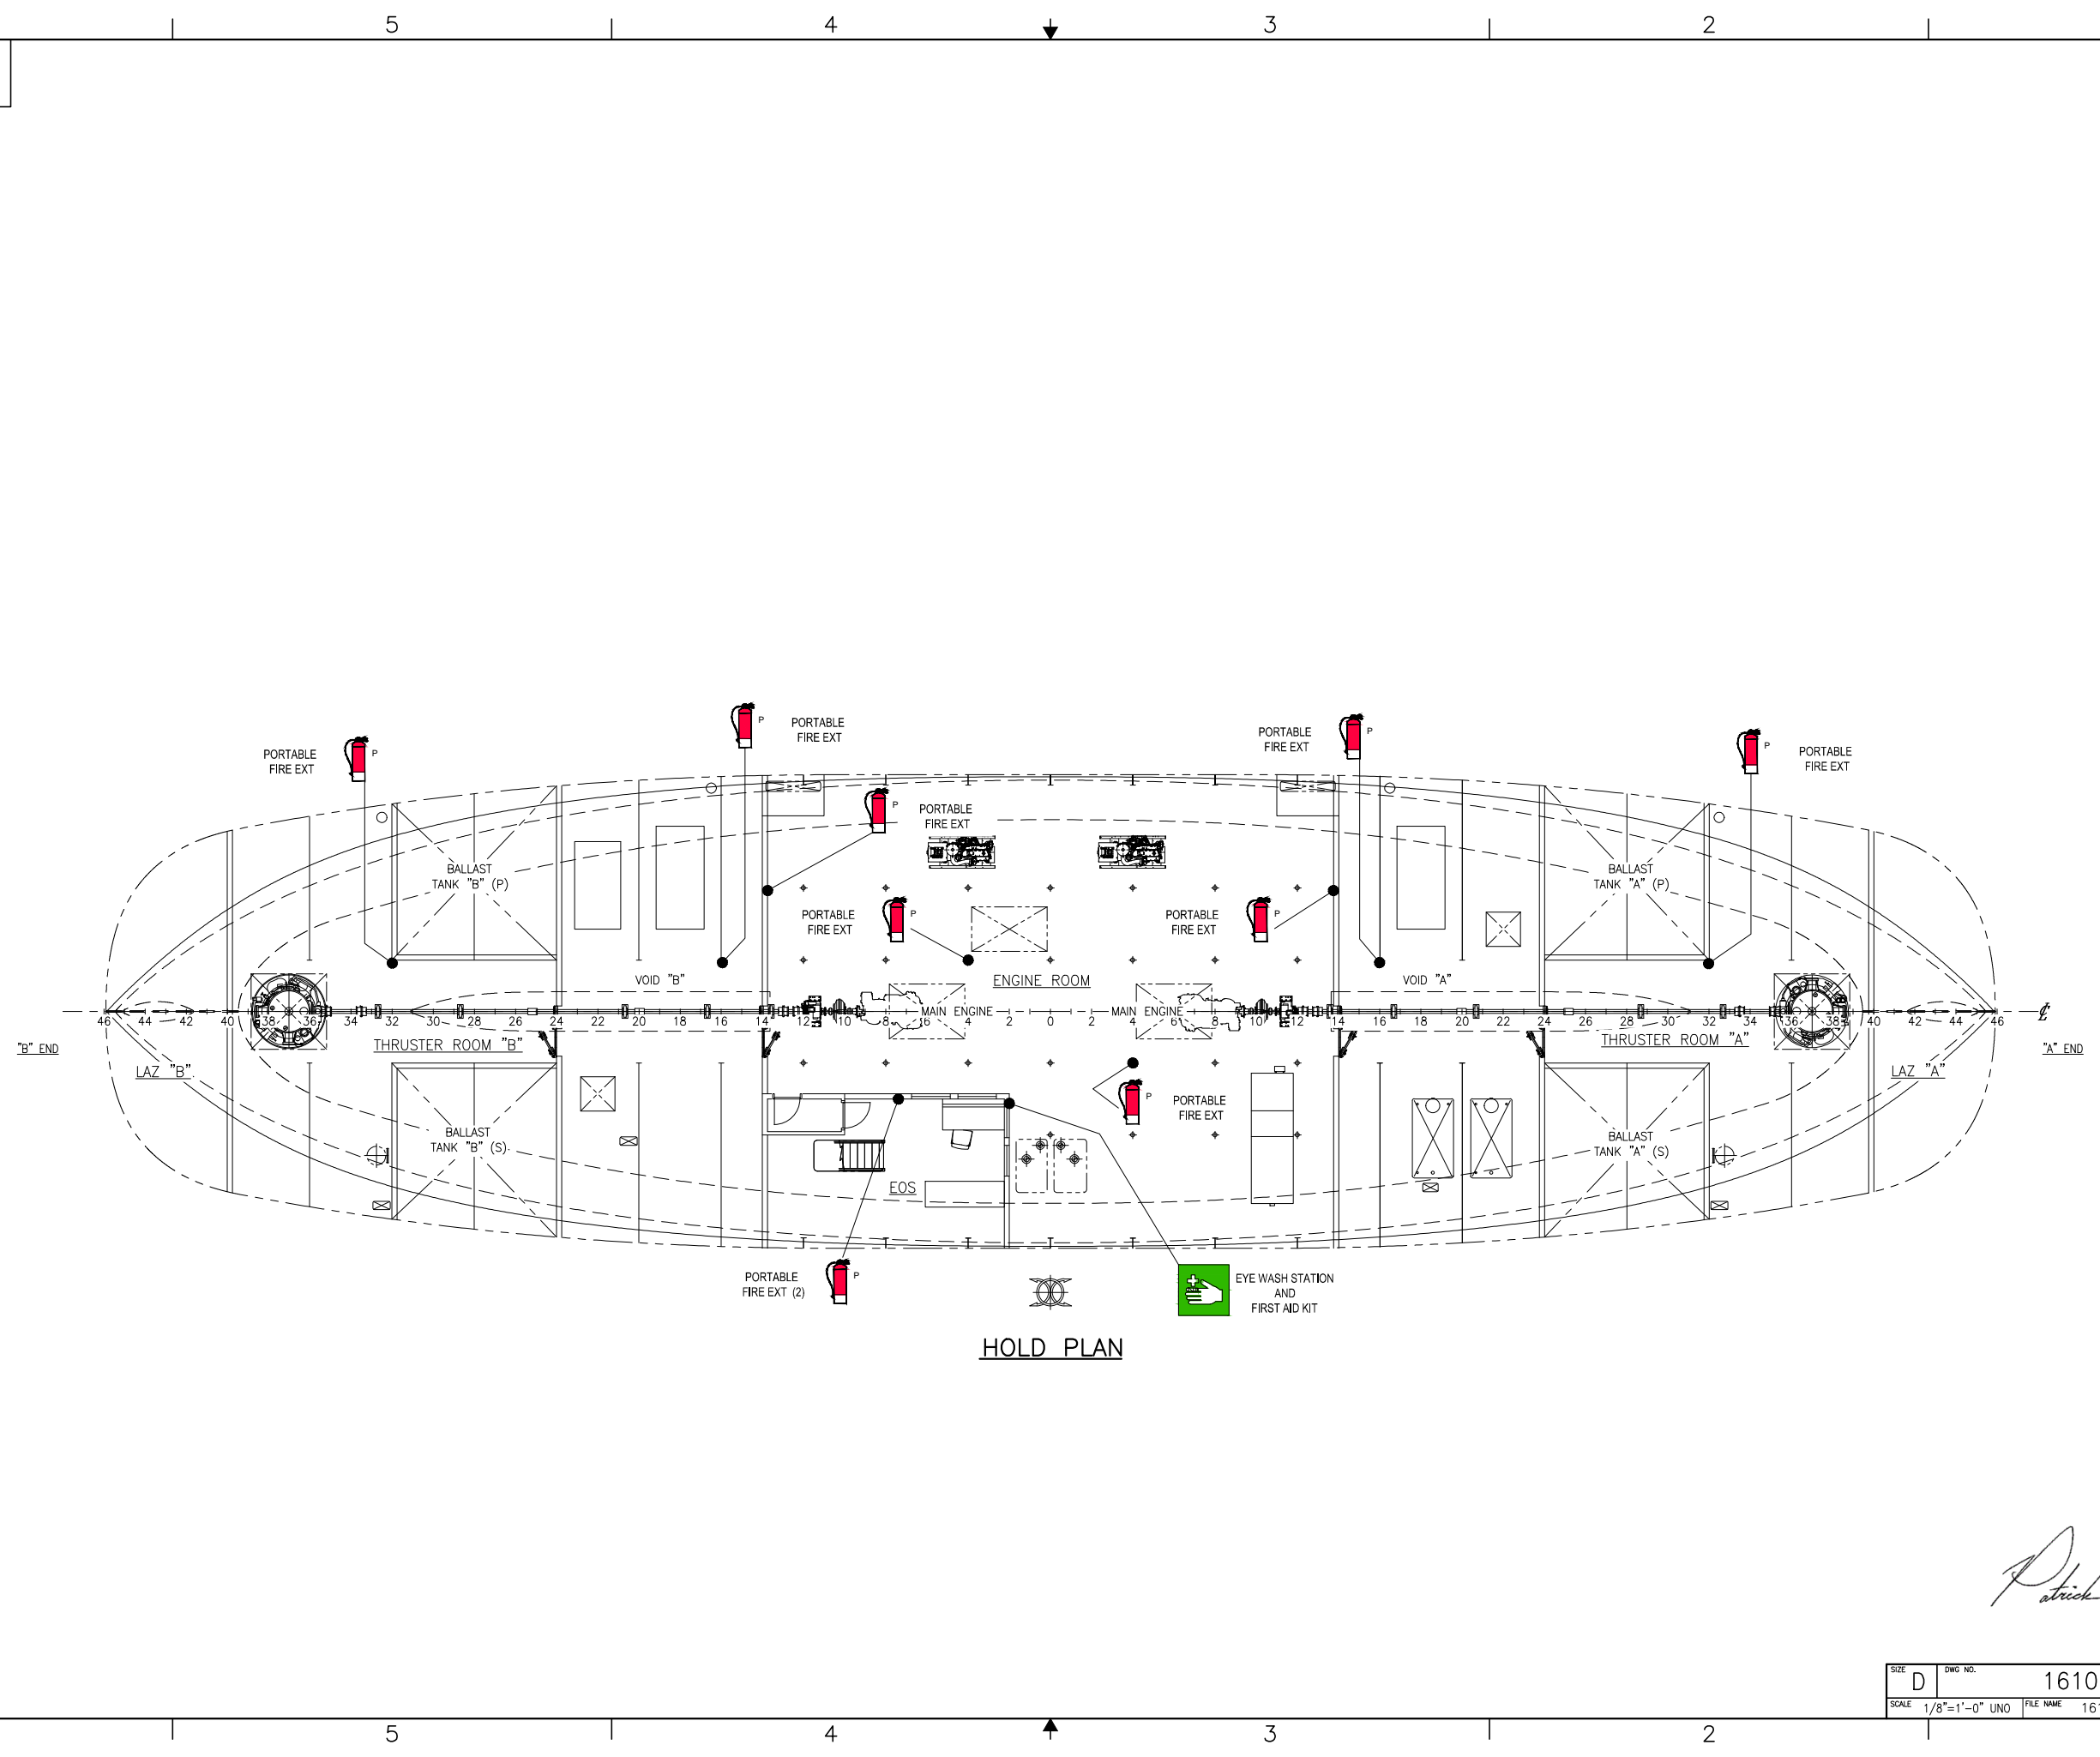 5 4 3 2
PORTABLE
FIRE EXT
P
P
PORTABLE
FIRE EXT
PORTABLE
FIRE EXT
P
P
PORTABLE
FIRE EXT
P
PORTABLE
FIRE EXT
BALLAST
TANK "B" (P)
BALLAST
TANK "A" (P)
PORTABLE
FIRE EXT
P
PORTABLE
FIRE EXT
P
VOID "B"
ENGINE ROOM
VOID "A"
MAIN ENGINE
MAIN ENGINE
46 44 42 40 38 36 34 32 30 28 26 24 22 20 18 16 14 12 10 8 6 4 2 0 2 4 6 8 10 12 14 16 18 20 22 24 26 28 30 32 34 36 38 40 42 44 46
"B" END
THRUSTER ROOM "B"
THRUSTER ROOM "A"
"A" END
LAZ "B"
LAZ "A"
P
PORTABLE
FIRE EXT
BALLAST
TANK "B" (S)
BALLAST
TANK "A" (S)
EOS
PORTABLE
FIRE EXT (2)
P
EYE WASH STATION
AND
FIRST AID KIT
HOLD PLAN
Patrick
SIZE D DWG NO. 1610
SCALE 1/8"=1'-0" UNO FILE NAME 16
5 4 3 2